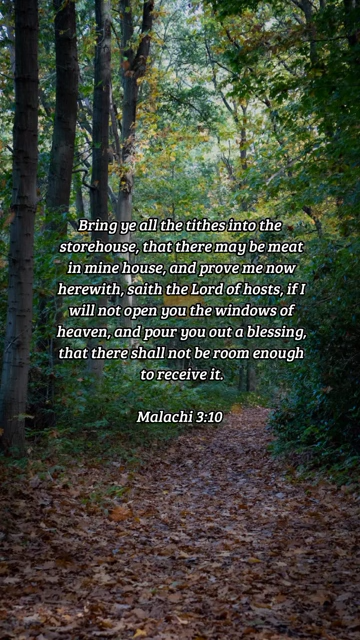 Bring ye all the tithes into the
storehouse, that there may be meat
in mine house, and prove me now
herewith, saith the Lord of hosts, if I
will not open you the windows of
heaven, and pour you out a blessing,
that there shall not be room enough
to receive it.
Malachi 3:10